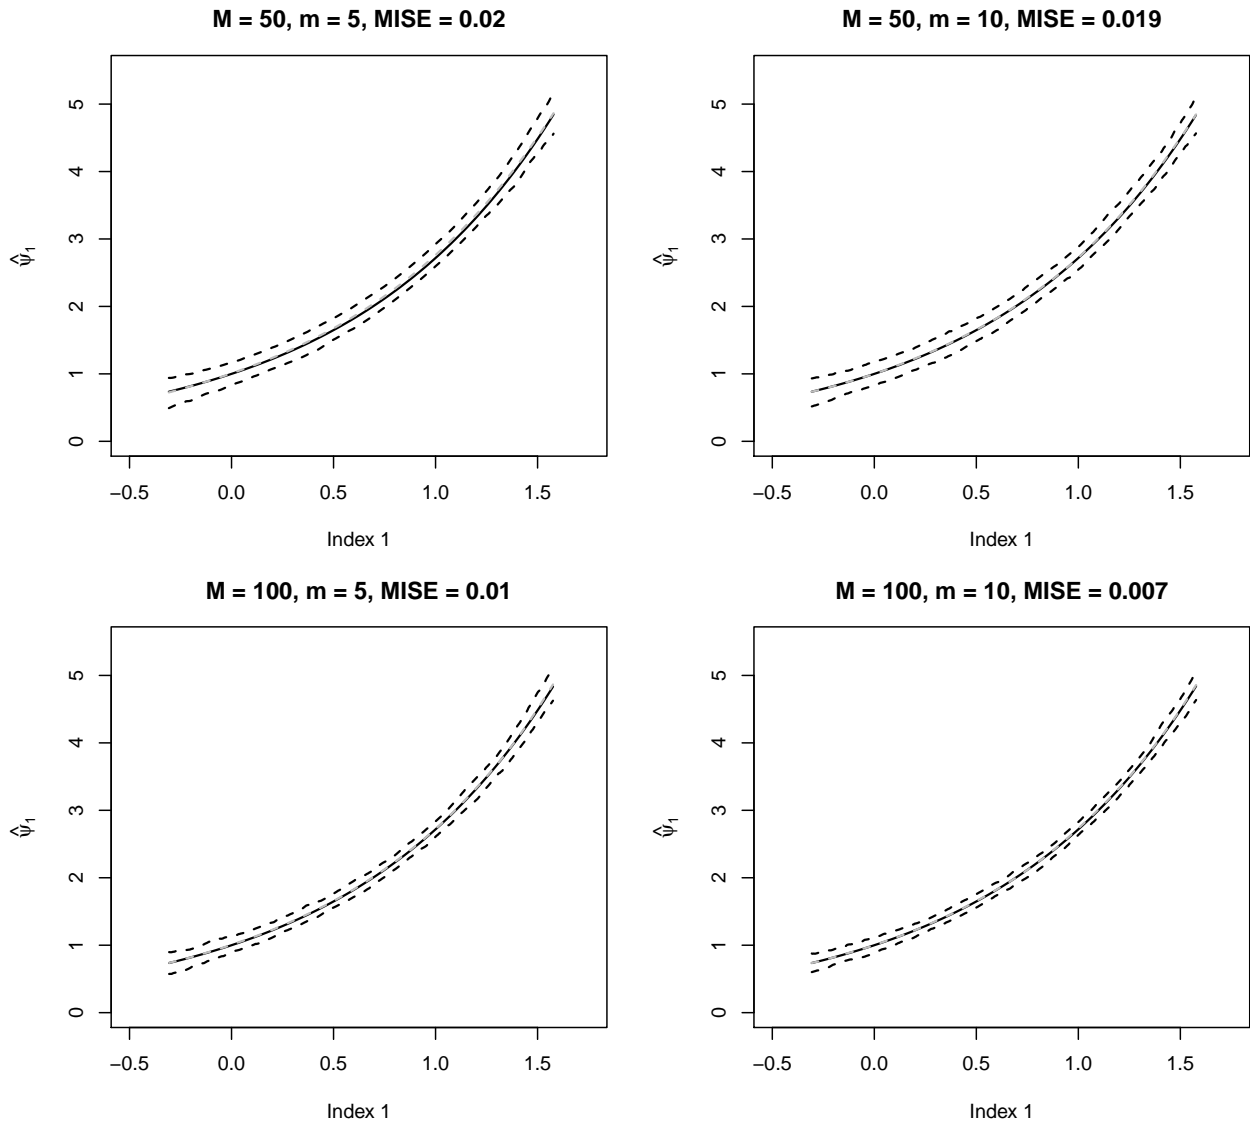 M = 50, m = 5, MISE = 0.02
5
4
3
2
1
0
ψ̂₁
−0.5 0.0 0.5 1.0 1.5
Index 1
M = 50, m = 10, MISE = 0.019
5
4
3
2
1
0
ψ̂₁
−0.5 0.0 0.5 1.0 1.5
Index 1
M = 100, m = 5, MISE = 0.01
5
4
3
2
1
0
ψ̂₁
−0.5 0.0 0.5 1.0 1.5
Index 1
M = 100, m = 10, MISE = 0.007
5
4
3
2
1
0
ψ̂₁
−0.5 0.0 0.5 1.0 1.5
Index 1